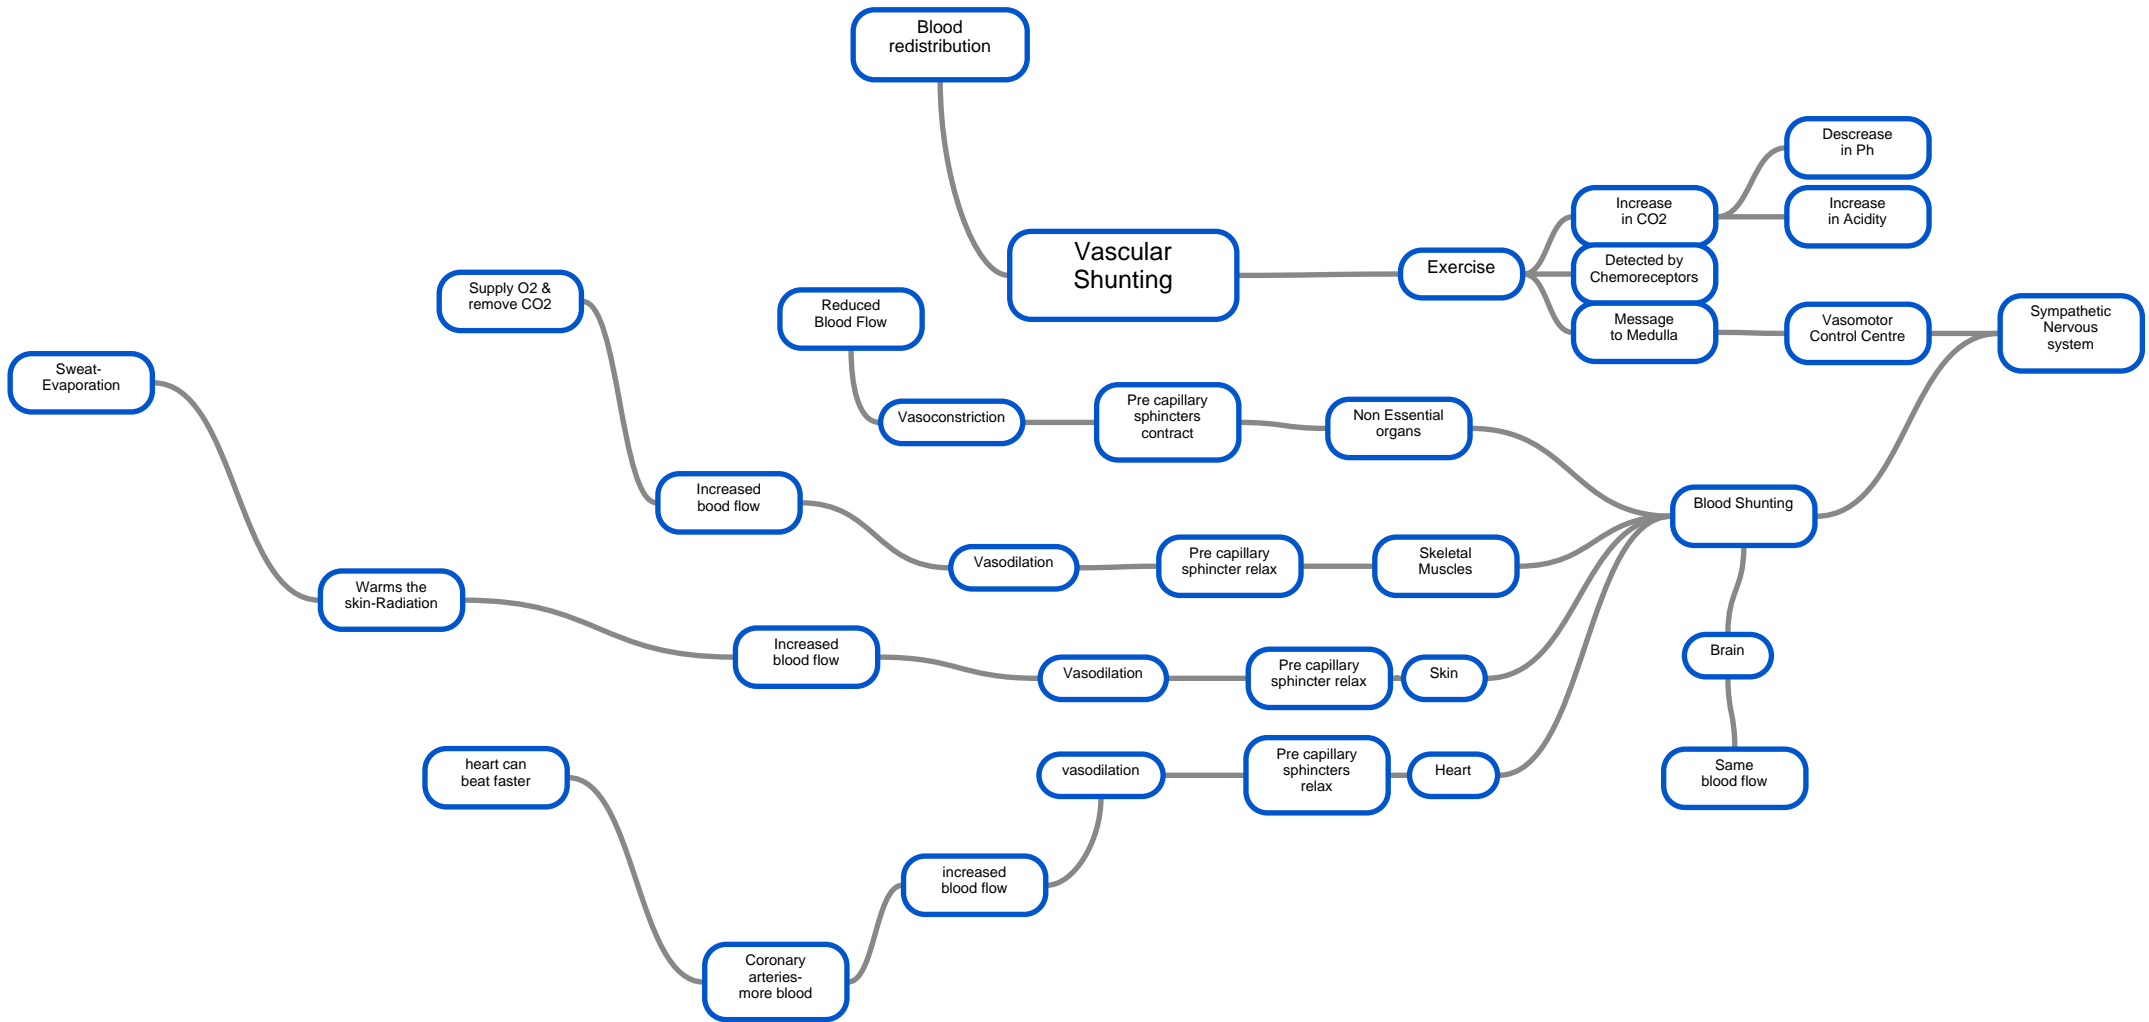 Blood
redistribution
Vascular
Shunting
Exercise
Increase
in CO2
Descrease
in Ph
Increase
in Acidity
Detected by
Chemoreceptors
Message
to Medulla
Vasomotor
Control Centre
Sympathetic
Nervous
system
Blood Shunting
Non Essential
organs
Pre capillary
sphincters
contract
Vasoconstriction
Reduced
Blood Flow
Skeletal
Muscles
Pre capillary
sphincter relax
Vasodilation
Increased
bood flow
Supply O2 &
remove CO2
Skin
Pre capillary
sphincter relax
Vasodilation
Increased
blood flow
Warms the
skin-Radiation
Sweat-
Evaporation
Heart
Pre capillary
sphincters
relax
vasodilation
increased
blood flow
Coronary
arteries-
more blood
heart can
beat faster
Brain
Same
blood flow